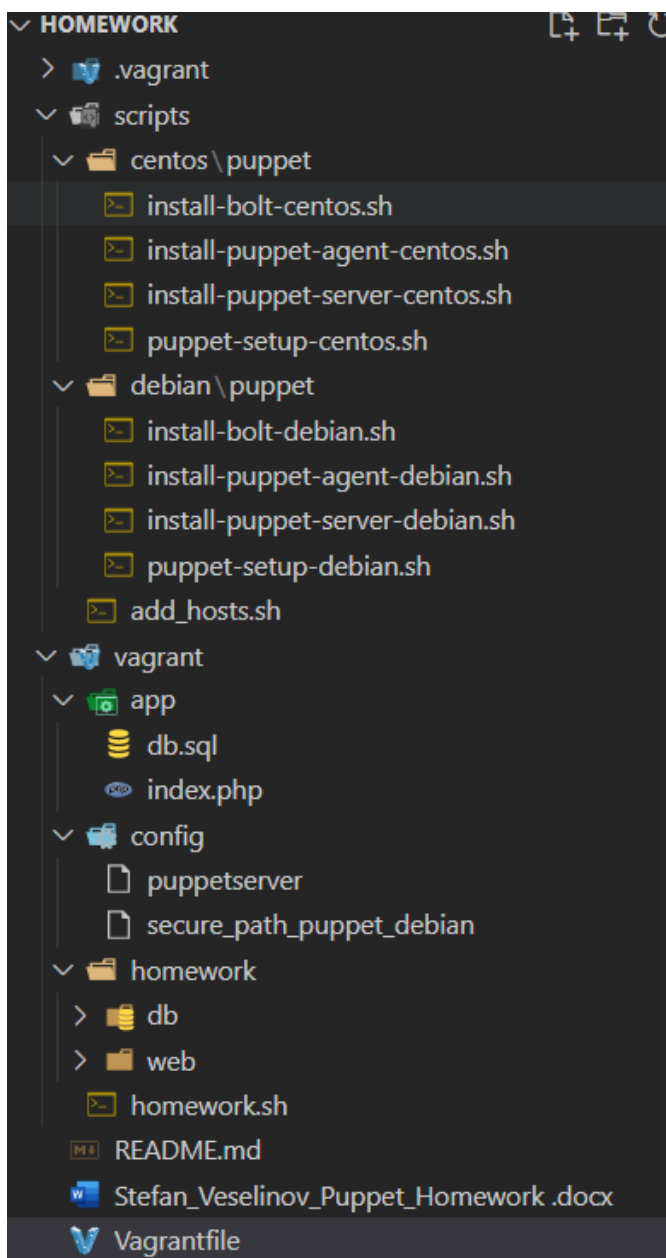 HOMEWORK
.vagrant
scripts
centos\puppet
install-bolt-centos.sh
install-puppet-agent-centos.sh
install-puppet-server-centos.sh
puppet-setup-centos.sh
debian\puppet
install-bolt-debian.sh
install-puppet-agent-debian.sh
install-puppet-server-debian.sh
puppet-setup-debian.sh
add_hosts.sh
vagrant
app
db.sql
index.php
config
puppetserver
secure_path_puppet_debian
homework
db
web
homework.sh
README.md
Stefan_Veselinov_Puppet_Homework .docx
Vagrantfile